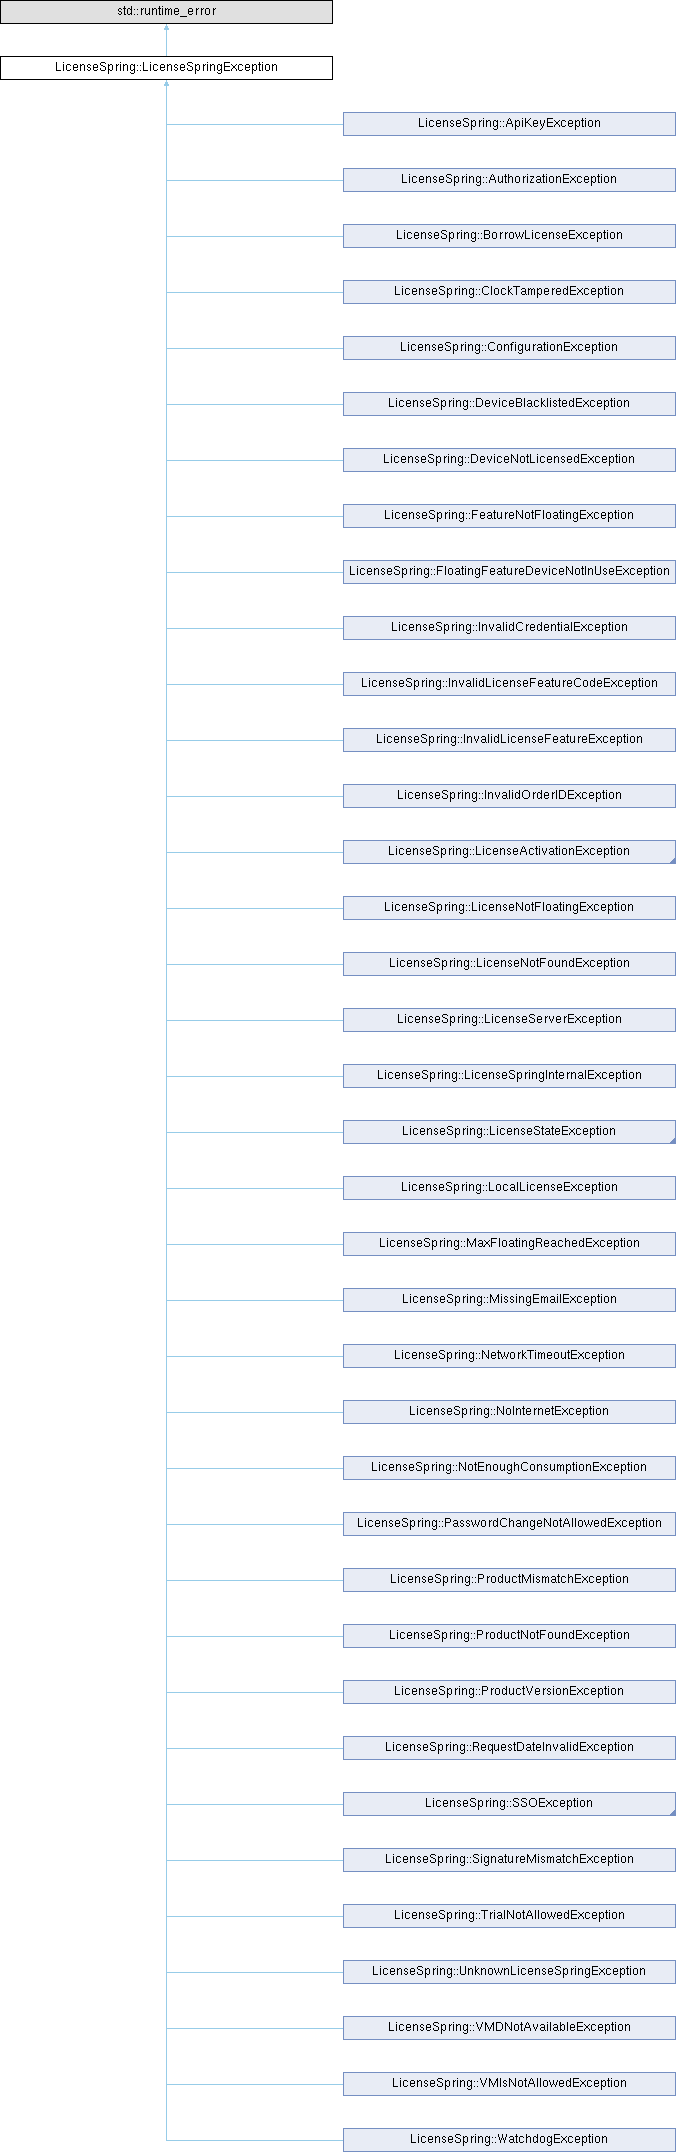 std::runtime_error
LicenseSpring::LicenseSpringException
LicenseSpring::ApiKeyException
LicenseSpring::AuthorizationException
LicenseSpring::BorrowLicenseException
LicenseSpring::ClockTamperedException
LicenseSpring::ConfigurationException
LicenseSpring::DeviceBlacklistedException
LicenseSpring::DeviceNotLicensedException
LicenseSpring::FeatureNotFloatingException
LicenseSpring::FloatingFeatureDeviceNotInUseException
LicenseSpring::InvalidCredentialException
LicenseSpring::InvalidLicenseFeatureCodeException
LicenseSpring::InvalidLicenseFeatureException
LicenseSpring::InvalidOrderIDException
LicenseSpring::LicenseActivationException
LicenseSpring::LicenseNotFloatingException
LicenseSpring::LicenseNotFoundException
LicenseSpring::LicenseServerException
LicenseSpring::LicenseSpringInternalException
LicenseSpring::LicenseStateException
LicenseSpring::LocalLicenseException
LicenseSpring::MaxFloatingReachedException
LicenseSpring::MissingEmailException
LicenseSpring::NetworkTimeoutException
LicenseSpring::NoInternetException
LicenseSpring::NotEnoughConsumptionException
LicenseSpring::PasswordChangeNotAllowedException
LicenseSpring::ProductMismatchException
LicenseSpring::ProductNotFoundException
LicenseSpring::ProductVersionException
LicenseSpring::RequestDateInvalidException
LicenseSpring::SSOException
LicenseSpring::SignatureMismatchException
LicenseSpring::TrialNotAllowedException
LicenseSpring::UnknownLicenseSpringException
LicenseSpring::VMDNotAvailableException
LicenseSpring::VMIsNotAllowedException
LicenseSpring::WatchdogException